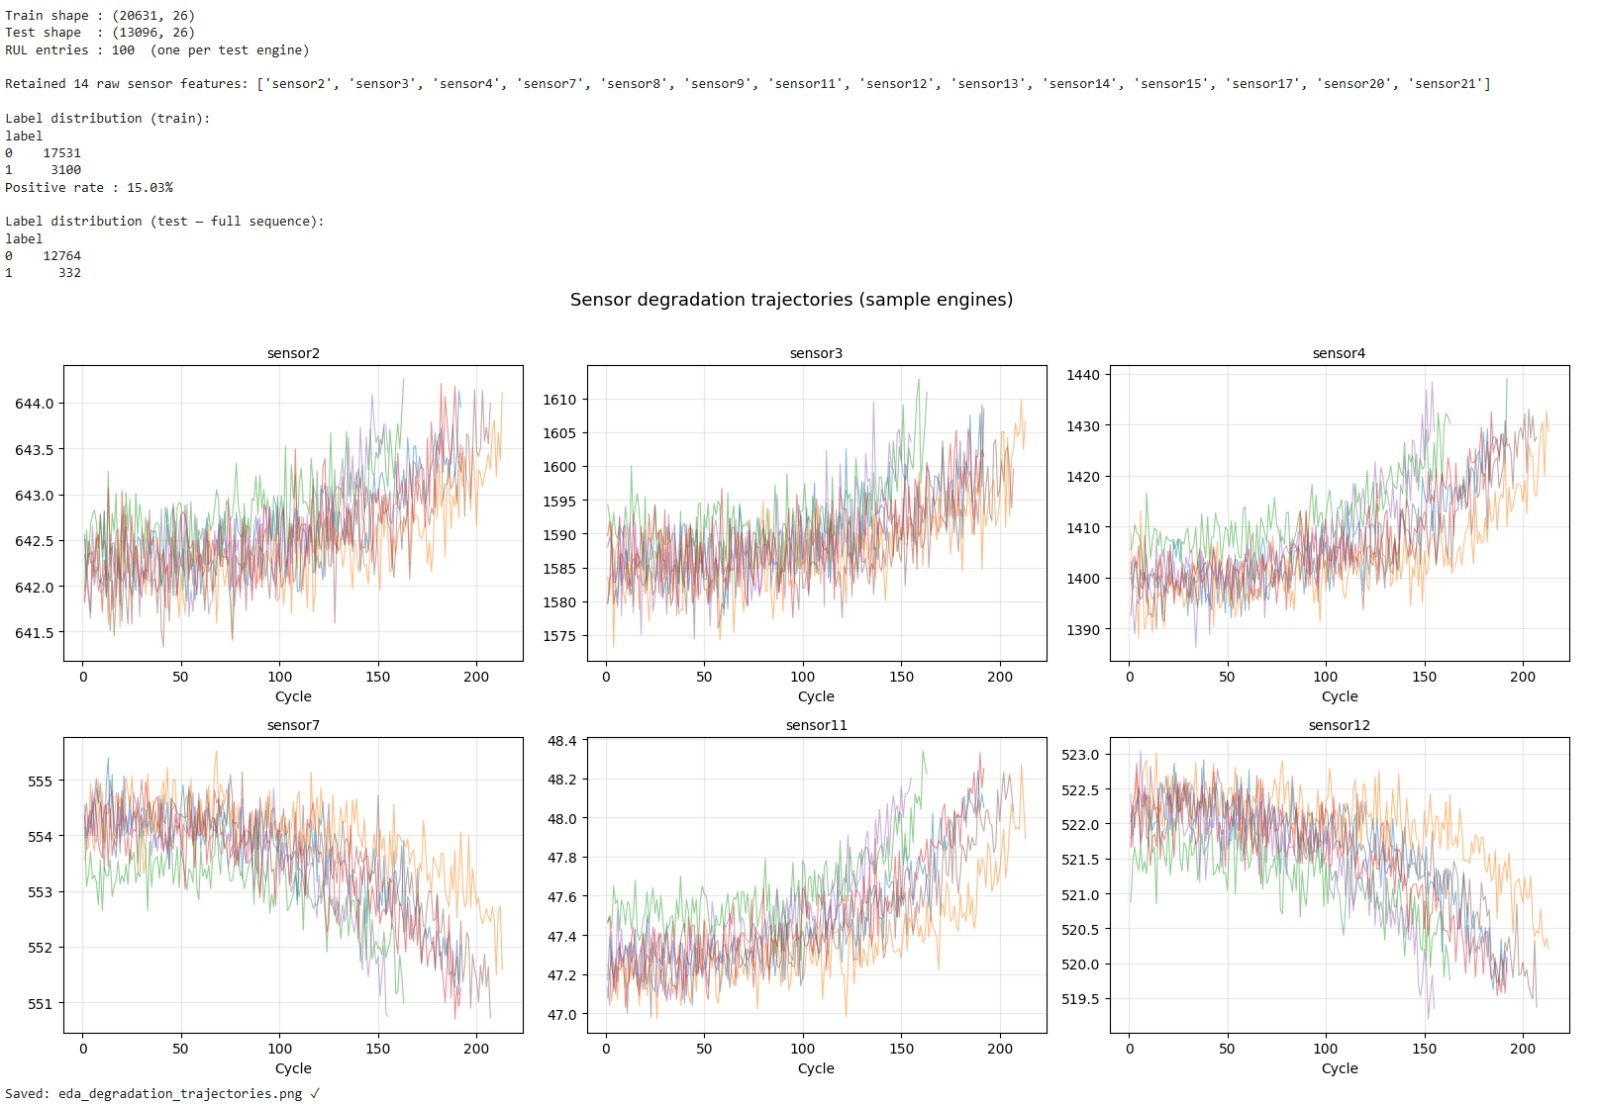 Train shape : (20631, 26)
Test shape  : (13096, 26)
RUL entries : 100  (one per test engine)
Retained 14 raw sensor features: ['sensor2', 'sensor3', 'sensor4', 'sensor7', 'sensor8', 'sensor9', 'sensor11', 'sensor12', 'sensor13', 'sensor14', 'sensor15', 'sensor17', 'sensor20', 'sensor21']
Label distribution (train):
label
0    17531
1     3100
Positive rate : 15.03%
Label distribution (test — full sequence):
label
0    12764
1      332
Sensor degradation trajectories (sample engines)
sensor2
644.0
643.5
643.0
642.5
642.0
641.5
0 50 100 150 200
Cycle
sensor3
1610
1605
1600
1595
1590
1585
1580
1575
0 50 100 150 200
Cycle
sensor4
1440
1430
1420
1410
1400
1390
0 50 100 150 200
Cycle
sensor7
555
554
553
552
551
0 50 100 150 200
Cycle
sensor11
48.4
48.2
48.0
47.8
47.6
47.4
47.2
47.0
0 50 100 150 200
Cycle
sensor12
523.0
522.5
522.0
521.5
521.0
520.5
520.0
519.5
0 50 100 150 200
Cycle
Saved: eda_degradation_trajectories.png ✓